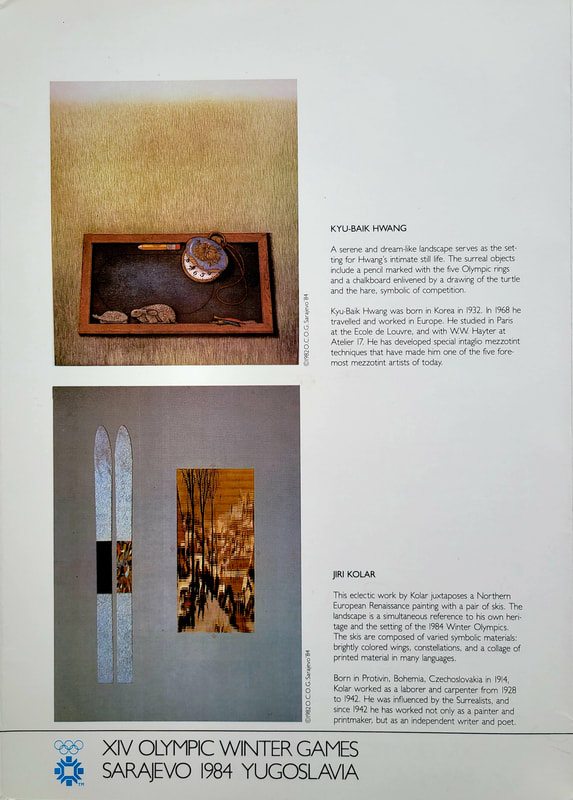 KYU-BAIK HWANG
A serene and dream-like landscape serves as the set-
ting for Hwang's intimate still life. The surreal objects
include a pencil marked with the five Olympic rings
and a chalkboard enlivened by a drawing of the turtle
and the hare, symbolic of competition.
Kyu-Baik Hwang was born in Korea in 1932. In 1968 he
travelled and worked in Europe. He studied in Paris
at the Ecole de Louvre, and with W.W. Hayter at
Atelier 17. He has developed special intaglio mezzotint
techniques that have made him one of the five fore-
most mezzotint artists of today.
©1982 O.C.O.G. Sarajevo '84
JIRI KOLAR
This eclectic work by Kolar juxtaposes a Northern
European Renaissance painting with a pair of skis. The
landscape is a simultaneous reference to his own heri-
tage and the setting of the 1984 Winter Olympics.
The skis are composed of varied symbolic materials:
brightly colored wings, constellations, and a collage of
printed material in many languages.
Born in Protivin, Bohemia, Czechoslovakia in 1914,
Kolar worked as a laborer and carpenter from 1928
to 1942. He was influenced by the Surrealists, and
since 1942 he has worked not only as a painter and
printmaker, but as an independent writer and poet.
©1982 O.C.O.G. Sarajevo '84
XIV OLYMPIC WINTER GAMES
SARAJEVO 1984 YUGOSLAVIA
TM